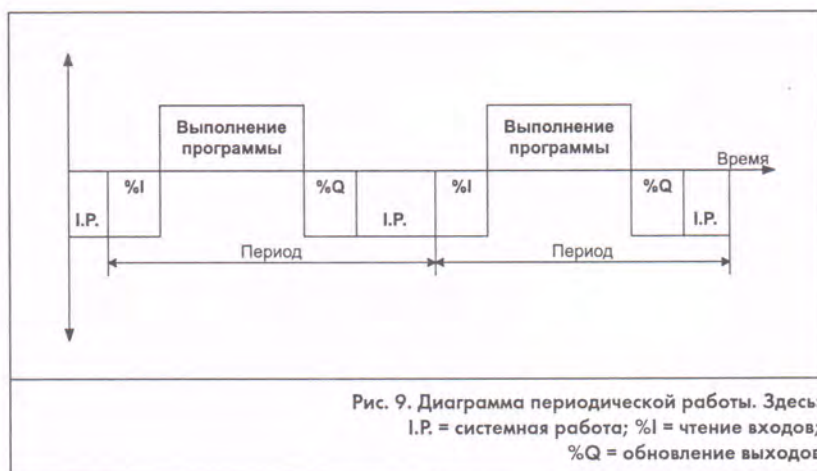 Выполнение
программы
Выполнение
программы
Время
%I
%Q
%I
%Q
I.P.
I.P.
I.P.
Период
Период
Рис. 9. Диаграмма периодической работы. Здесь:
I.P. = системная работа; %I = чтение входов;
%Q = обновление выходов